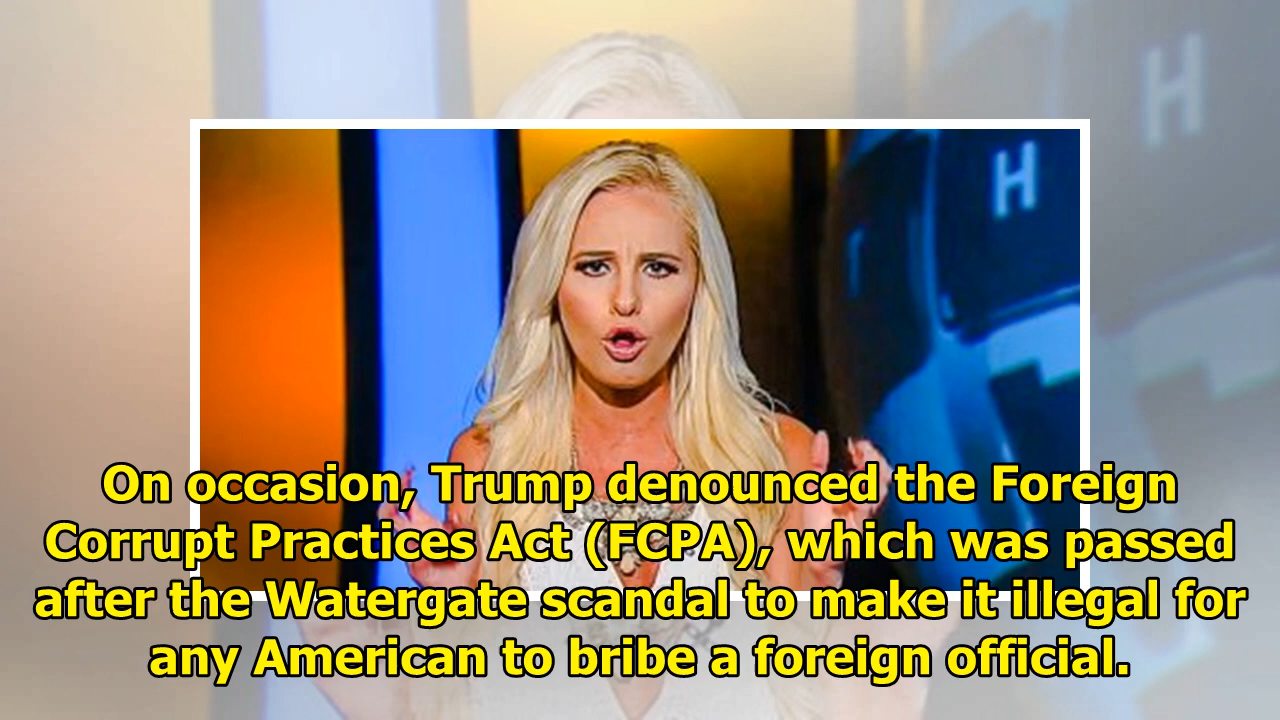 H
H
On occasion, Trump denounced the Foreign
Corrupt Practices Act (FCPA), which was passed
after the Watergate scandal to make it illegal for
any American to bribe a foreign official.